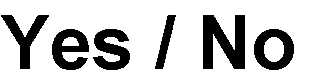 Yes / No